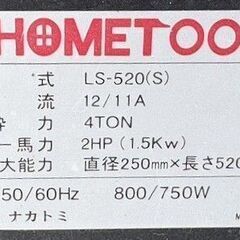 HOMETOO
式 LS-520(S)
流 12/11A
力 4TON
一馬力 2HP (1.5Kw)
大能力 直径250mm×長さ520
50/60Hz 800/750W
ナカトミ M